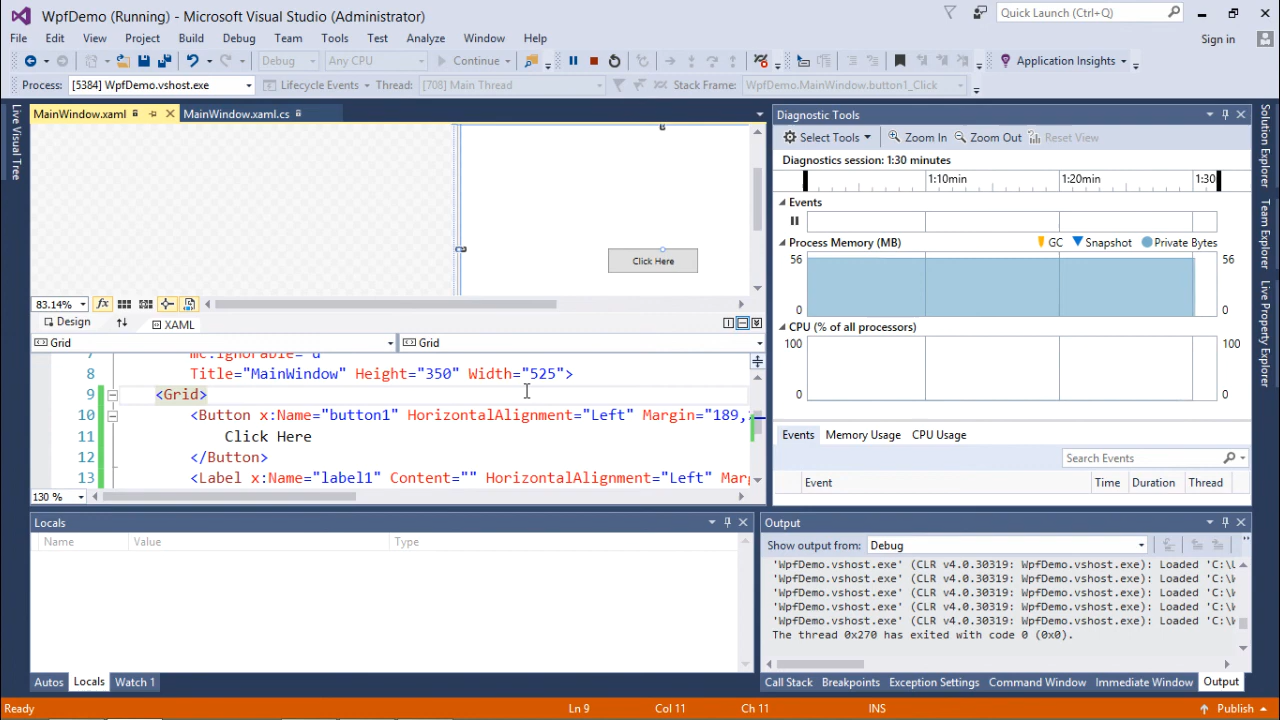 WpfDemo (Running) - Microsoft Visual Studio (Administrator)
Quick Launch (Ctrl+Q)
File Edit View Project Build Debug Team Tools Test Analyze Window Help
Sign in
Debug Any CPU Continue Application Insights
Process: [5384] WpfDemo.vshost.exe Lifecycle Events Thread: [708] Main Thread Stack Frame: WpfDemo.MainWindow.button1_Click
Live Visual Tree
MainWindow.xaml MainWindow.xaml.cs
Click Here
83.14% fx
Design XAML
Grid Grid
7 mc:Ignorable="d"
8 Title="MainWindow" Height="350" Width="525">
9 <Grid>
10 <Button x:Name="button1" HorizontalAlignment="Left" Margin="189,
11 Click Here
12 </Button>
13 <Label x:Name="label1" Content="" HorizontalAlignment="Left" Mar
130 %
Diagnostic Tools
Select Tools Zoom In Zoom Out Reset View
Diagnostics session: 1:30 minutes
1:10min 1:20min 1:30
Events
Process Memory (MB) GC Snapshot Private Bytes
56 56
0 0
CPU (% of all processors)
100 100
0 0
Events Memory Usage CPU Usage
Search Events
Event Time Duration Thread
Solution Explorer
Team Explorer
Live Property Explorer
Locals
Name Value Type
Autos Locals Watch 1
Output
Show output from: Debug
'WpfDemo.vshost.exe' (CLR v4.0.30319: WpfDemo.vshost.exe): Loaded 'C:\
'WpfDemo.vshost.exe' (CLR v4.0.30319: WpfDemo.vshost.exe): Loaded 'C:\
'WpfDemo.vshost.exe' (CLR v4.0.30319: WpfDemo.vshost.exe): Loaded 'C:\
'WpfDemo.vshost.exe' (CLR v4.0.30319: WpfDemo.vshost.exe): Loaded 'C:\
'WpfDemo.vshost.exe' (CLR v4.0.30319: WpfDemo.vshost.exe): Loaded 'C:\
The thread 0x270 has exited with code 0 (0x0).
Call Stack Breakpoints Exception Settings Command Window Immediate Window Output
Ready Ln 9 Col 11 Ch 11 INS Publish